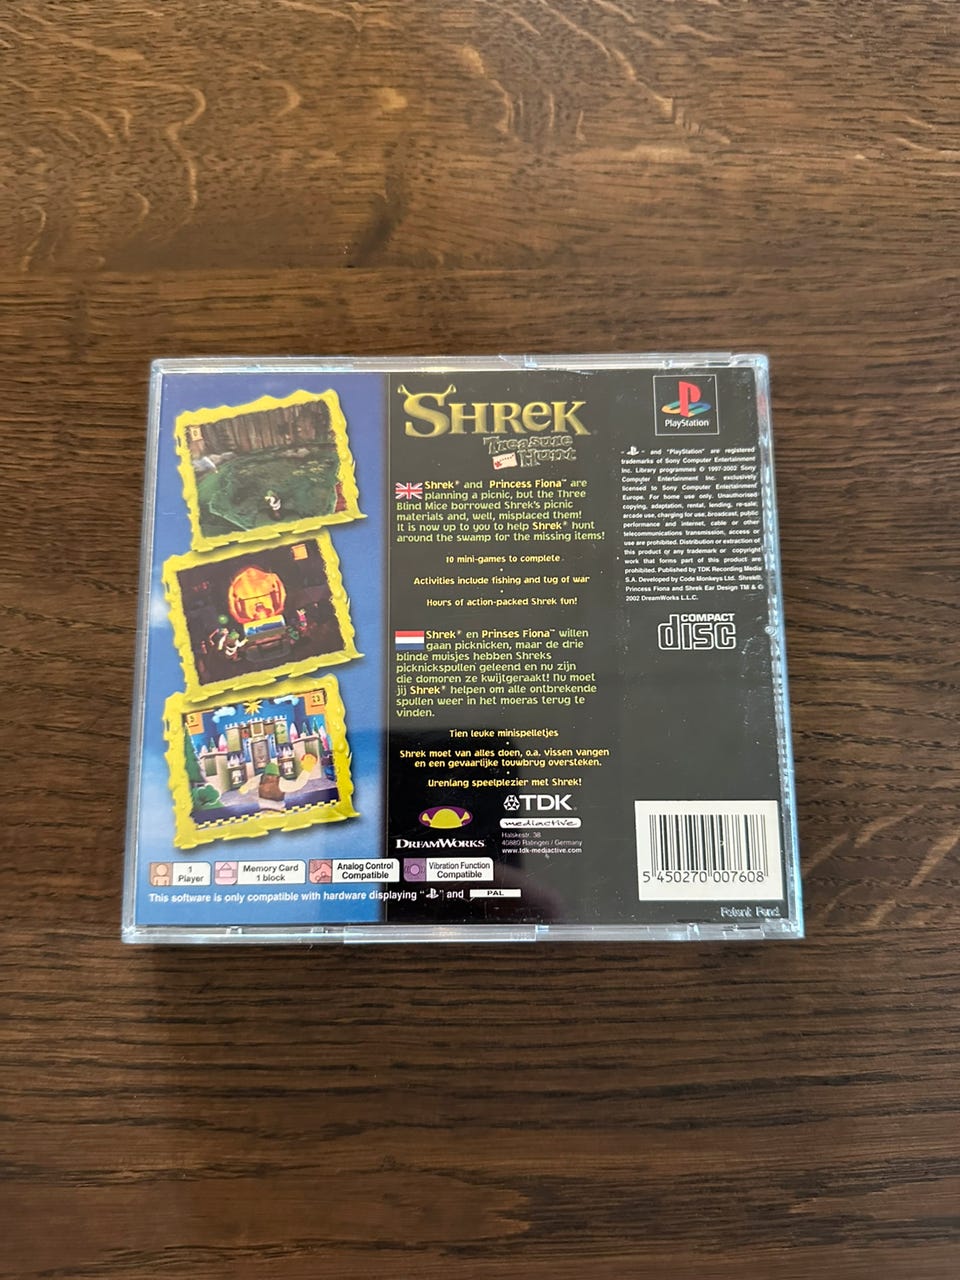 SHREK
Treasure
Hunt
Shrek® and Princess Fiona™ are
planning a picnic, but the Three
Blind Mice borrowed Shrek's picnic
materials and, well, misplaced them!
It is now up to you to help Shrek® hunt
around the swamp for the missing items!
10 mini-games to complete
Activities include fishing and tug of war
Hours of action-packed Shrek fun!
Shrek® en Prinses Fiona™ willen
gaan picknicken, maar de drie
blinde muisjes hebben Shreks
picknickspullen geleend en nu zijn
die domoren ze kwijtgeraakt! Nu moet
jij Shrek® helpen om alle ontbrekende
spullen weer in het moeras terug te
vinden.
Tien leuke minispelletjes
Shrek moet van alles doen, o.a. vissen vangen
en een gevaarlijke touwbrug oversteken.
Urenlang speelplezier met Shrek!
DREAMWORKS
TDK
mediactive
Halskestr. 38
40880 Ratingen / Germany
www.tdk-mediactive.com
PlayStation
" " and "PlayStation" are registered
trademarks of Sony Computer Entertainment
Inc. Library programmes © 1997-2002 Sony
Computer Entertainment Inc. exclusively
licensed to Sony Computer Entertainment
Europe. For home use only. Unauthorised
copying, adaptation, rental, lending, re-sale,
arcade use, charging for use, broadcast, public
performance and internet, cable or other
telecommunications transmission, access or
use are prohibited. Distribution or extraction of
this product or any trademark or copyright
work that forms part of this product are
prohibited. Published by TDK Recording Media
S.A. Developed by Code Monkeys Ltd. Shrek®,
Princess Fiona and Shrek Ear Design TM & ©
2002 DreamWorks L.L.C.
COMPACT
disc
5 450270 007608
1
Player
Memory Card
1 block
Analog Control
Compatible
Vibration Function
Compatible
This software is only compatible with hardware displaying " " and PAL